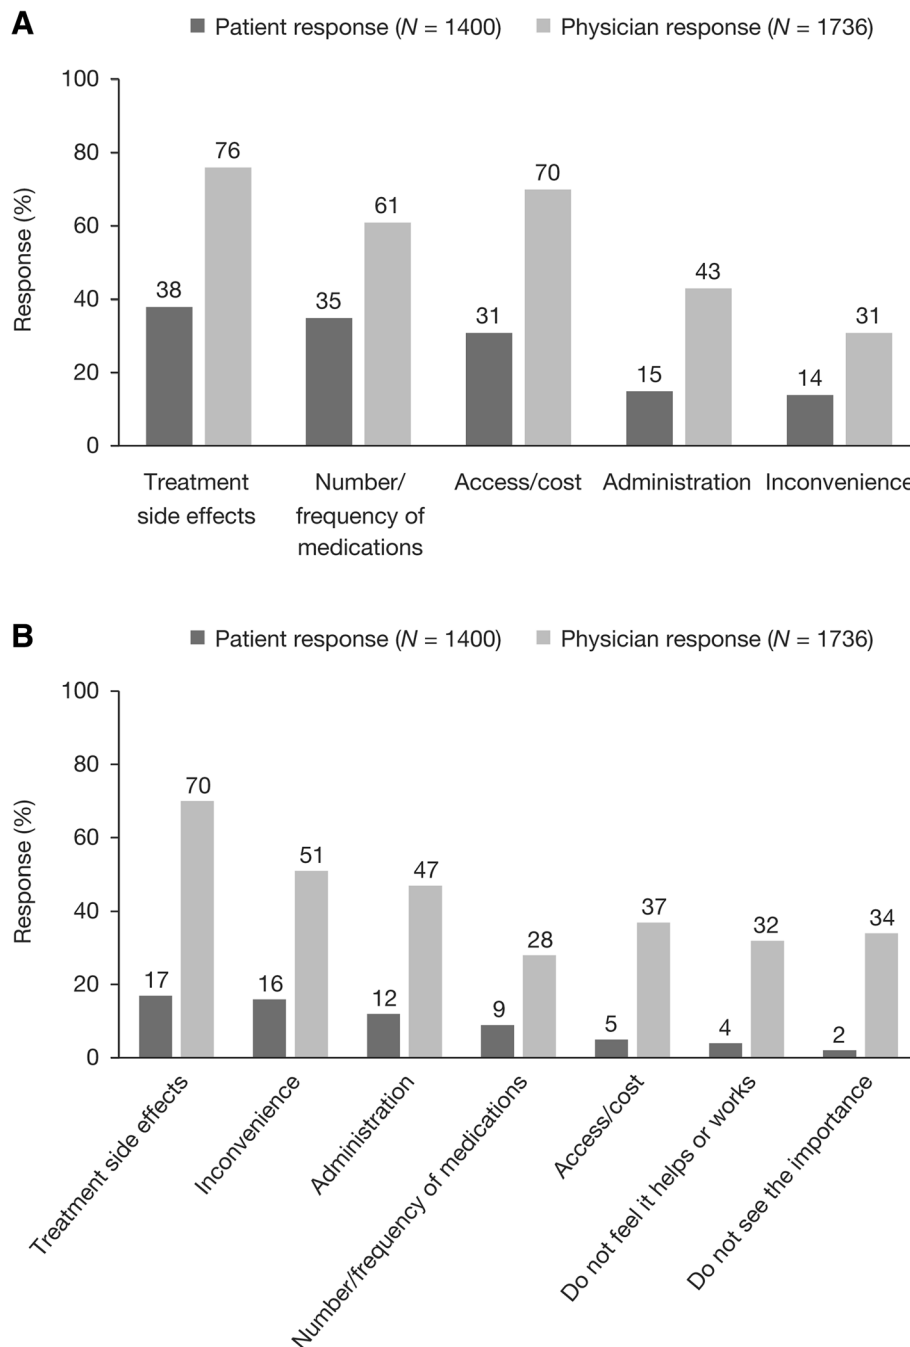 A
Patient response (N = 1400) Physician response (N = 1736)
Response (%)
100
80
60
40
20
0
38 76 35 61 31 70 15 43 14 31
Treatment side effects
Number/ frequency of medications
Access/cost
Administration
Inconvenience
B
Patient response (N = 1400) Physician response (N = 1736)
Response (%)
100
80
60
40
20
0
17 70 16 51 12 47 9 28 5 37 4 32 2 34
Treatment side effects
Inconvenience
Administration
Number/frequency of medications
Access/cost
Do not feel it helps or works
Do not see the importance